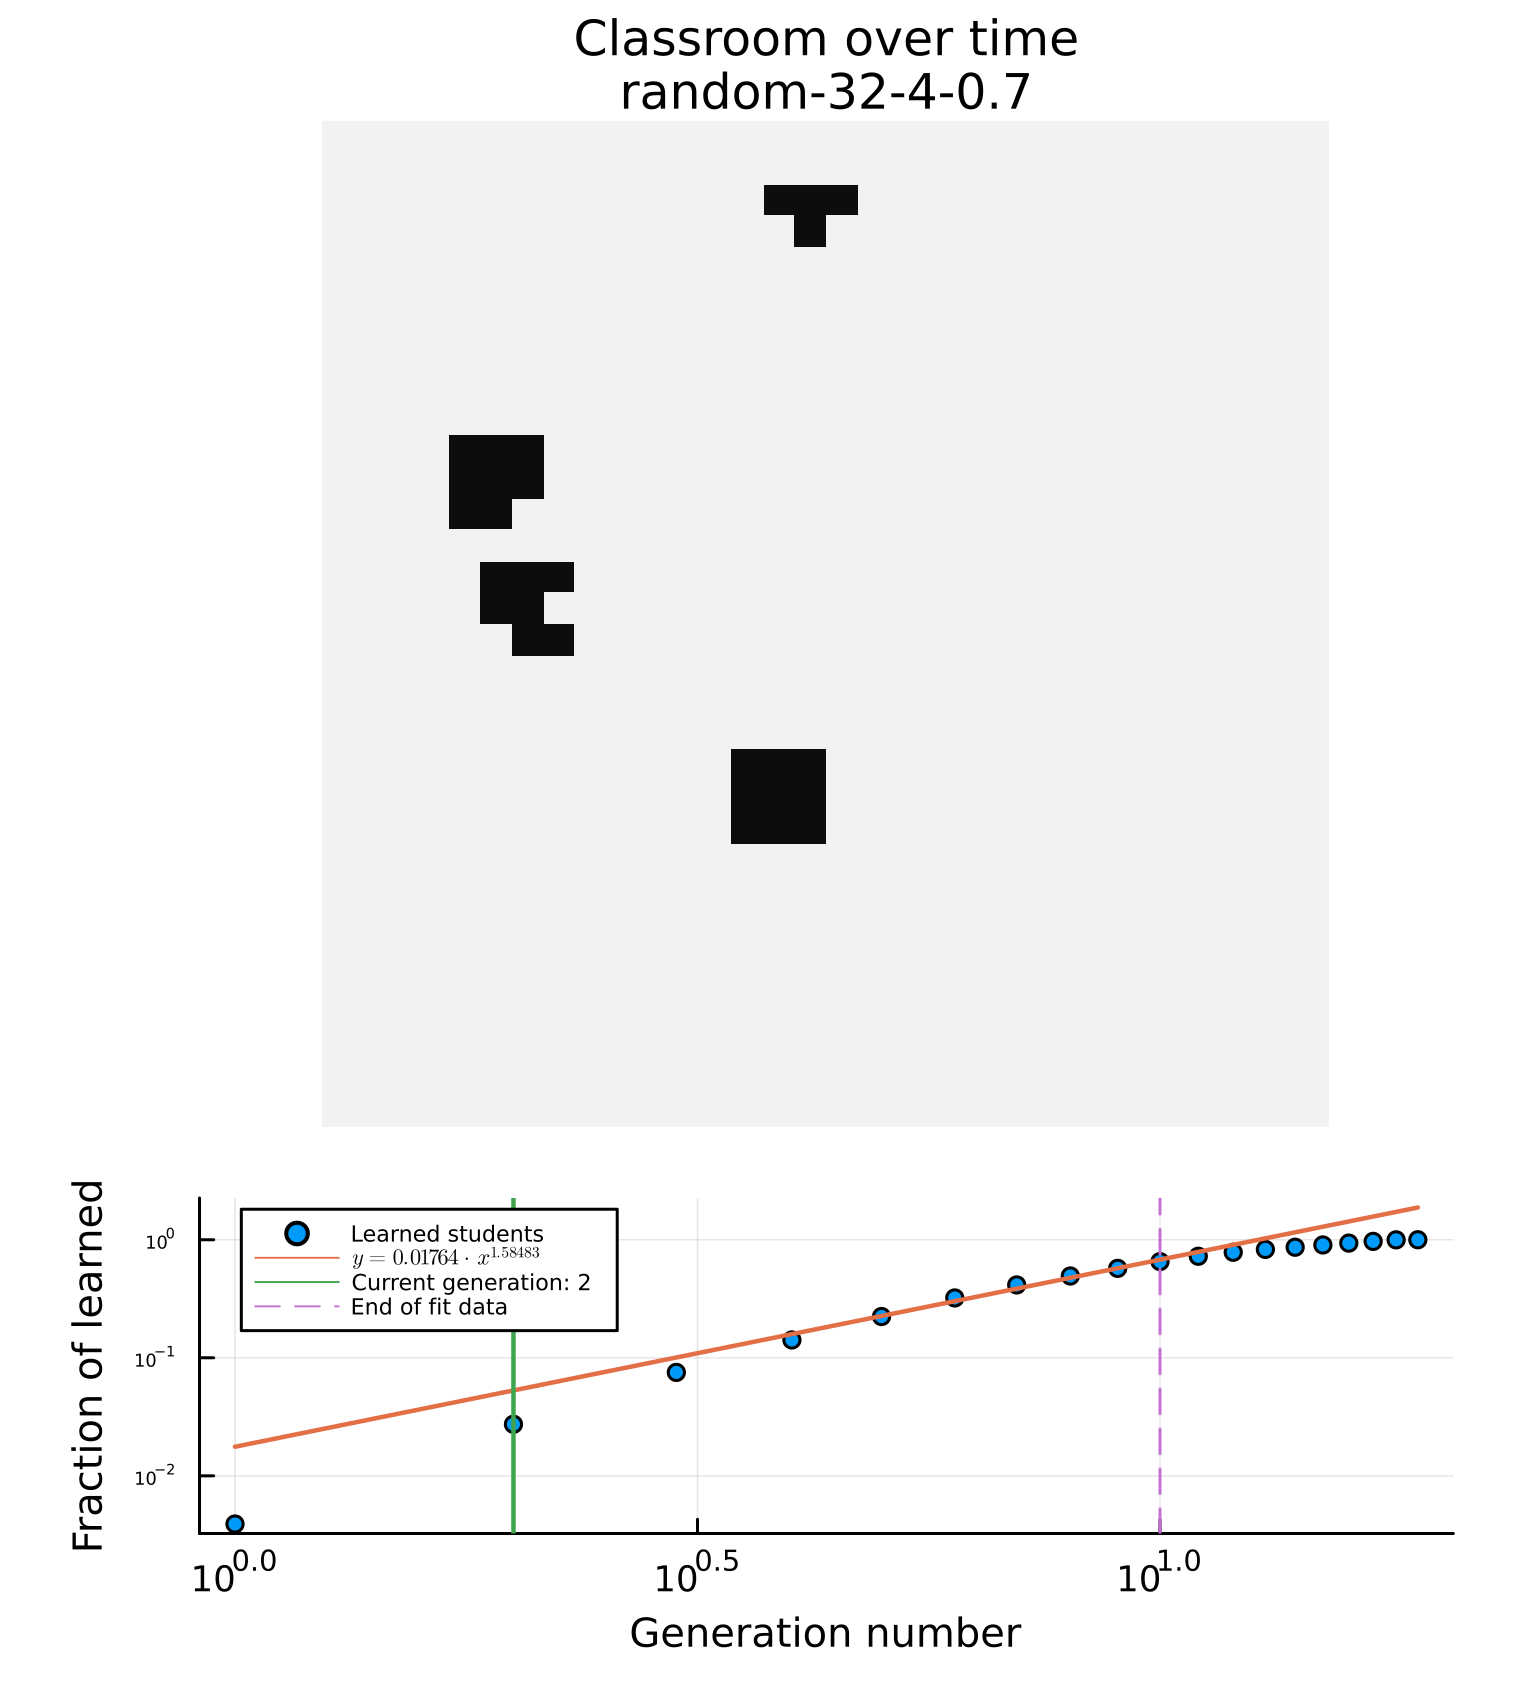 Classroom over time
random-32-4-0.7
Fraction of learned
10⁰
10⁻¹
10⁻²
Learned students
y = 0.01764 · x^1.58483
Current generation: 2
End of fit data
10^0.0 10^0.5 10^1.0
Generation number